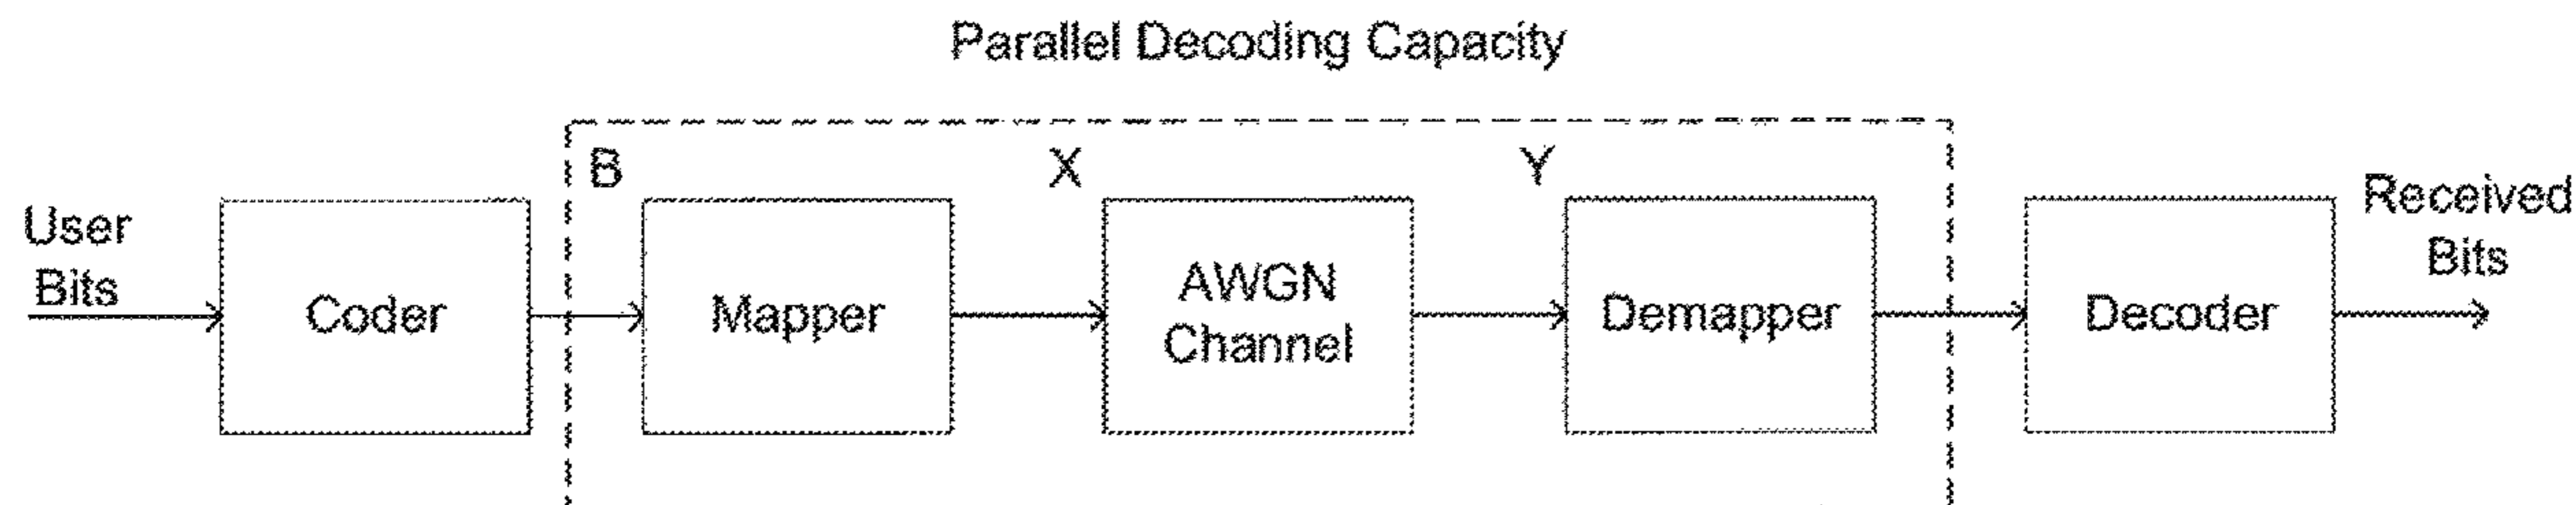 Parallel Decoding Capacity
B
X
Y
User
Bits
Coder
Mapper
AWGN
Channel
Demapper
Decoder
Received
Bits